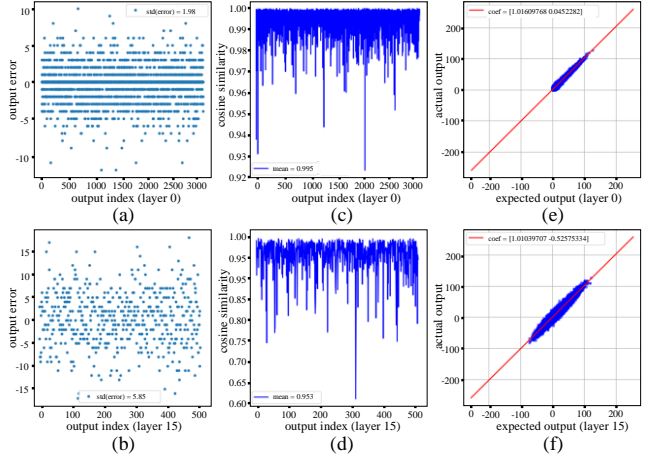 std(error) = 1.98
output error
10
5
0
-5
-10
0 500 1000 1500 2000 2500 3000
output index (layer 0)
(a)
cosine similarity
1.00
0.99
0.98
0.97
0.96
0.95
0.94
0.93
0.92
mean = 0.995
0 500 1000 1500 2000 2500 3000
output index (layer 0)
(c)
coef = [1.01609768 0.0452282]
actual output
200
100
0
-100
-200
-200 -100 0 100 200
expected output (layer 0)
(e)
output error
15
10
5
0
-5
-10
-15
std(error) = 5.85
0 100 200 300 400 500
output index (layer 15)
(b)
cosine similarity
1.00
0.95
0.90
0.85
0.80
0.75
0.70
0.65
0.60
mean = 0.953
0 100 200 300 400 500
output index (layer 15)
(d)
coef = [1.01039707 -0.52575334]
actual output
200
100
0
-100
-200
-200 -100 0 100 200
expected output (layer 15)
(f)